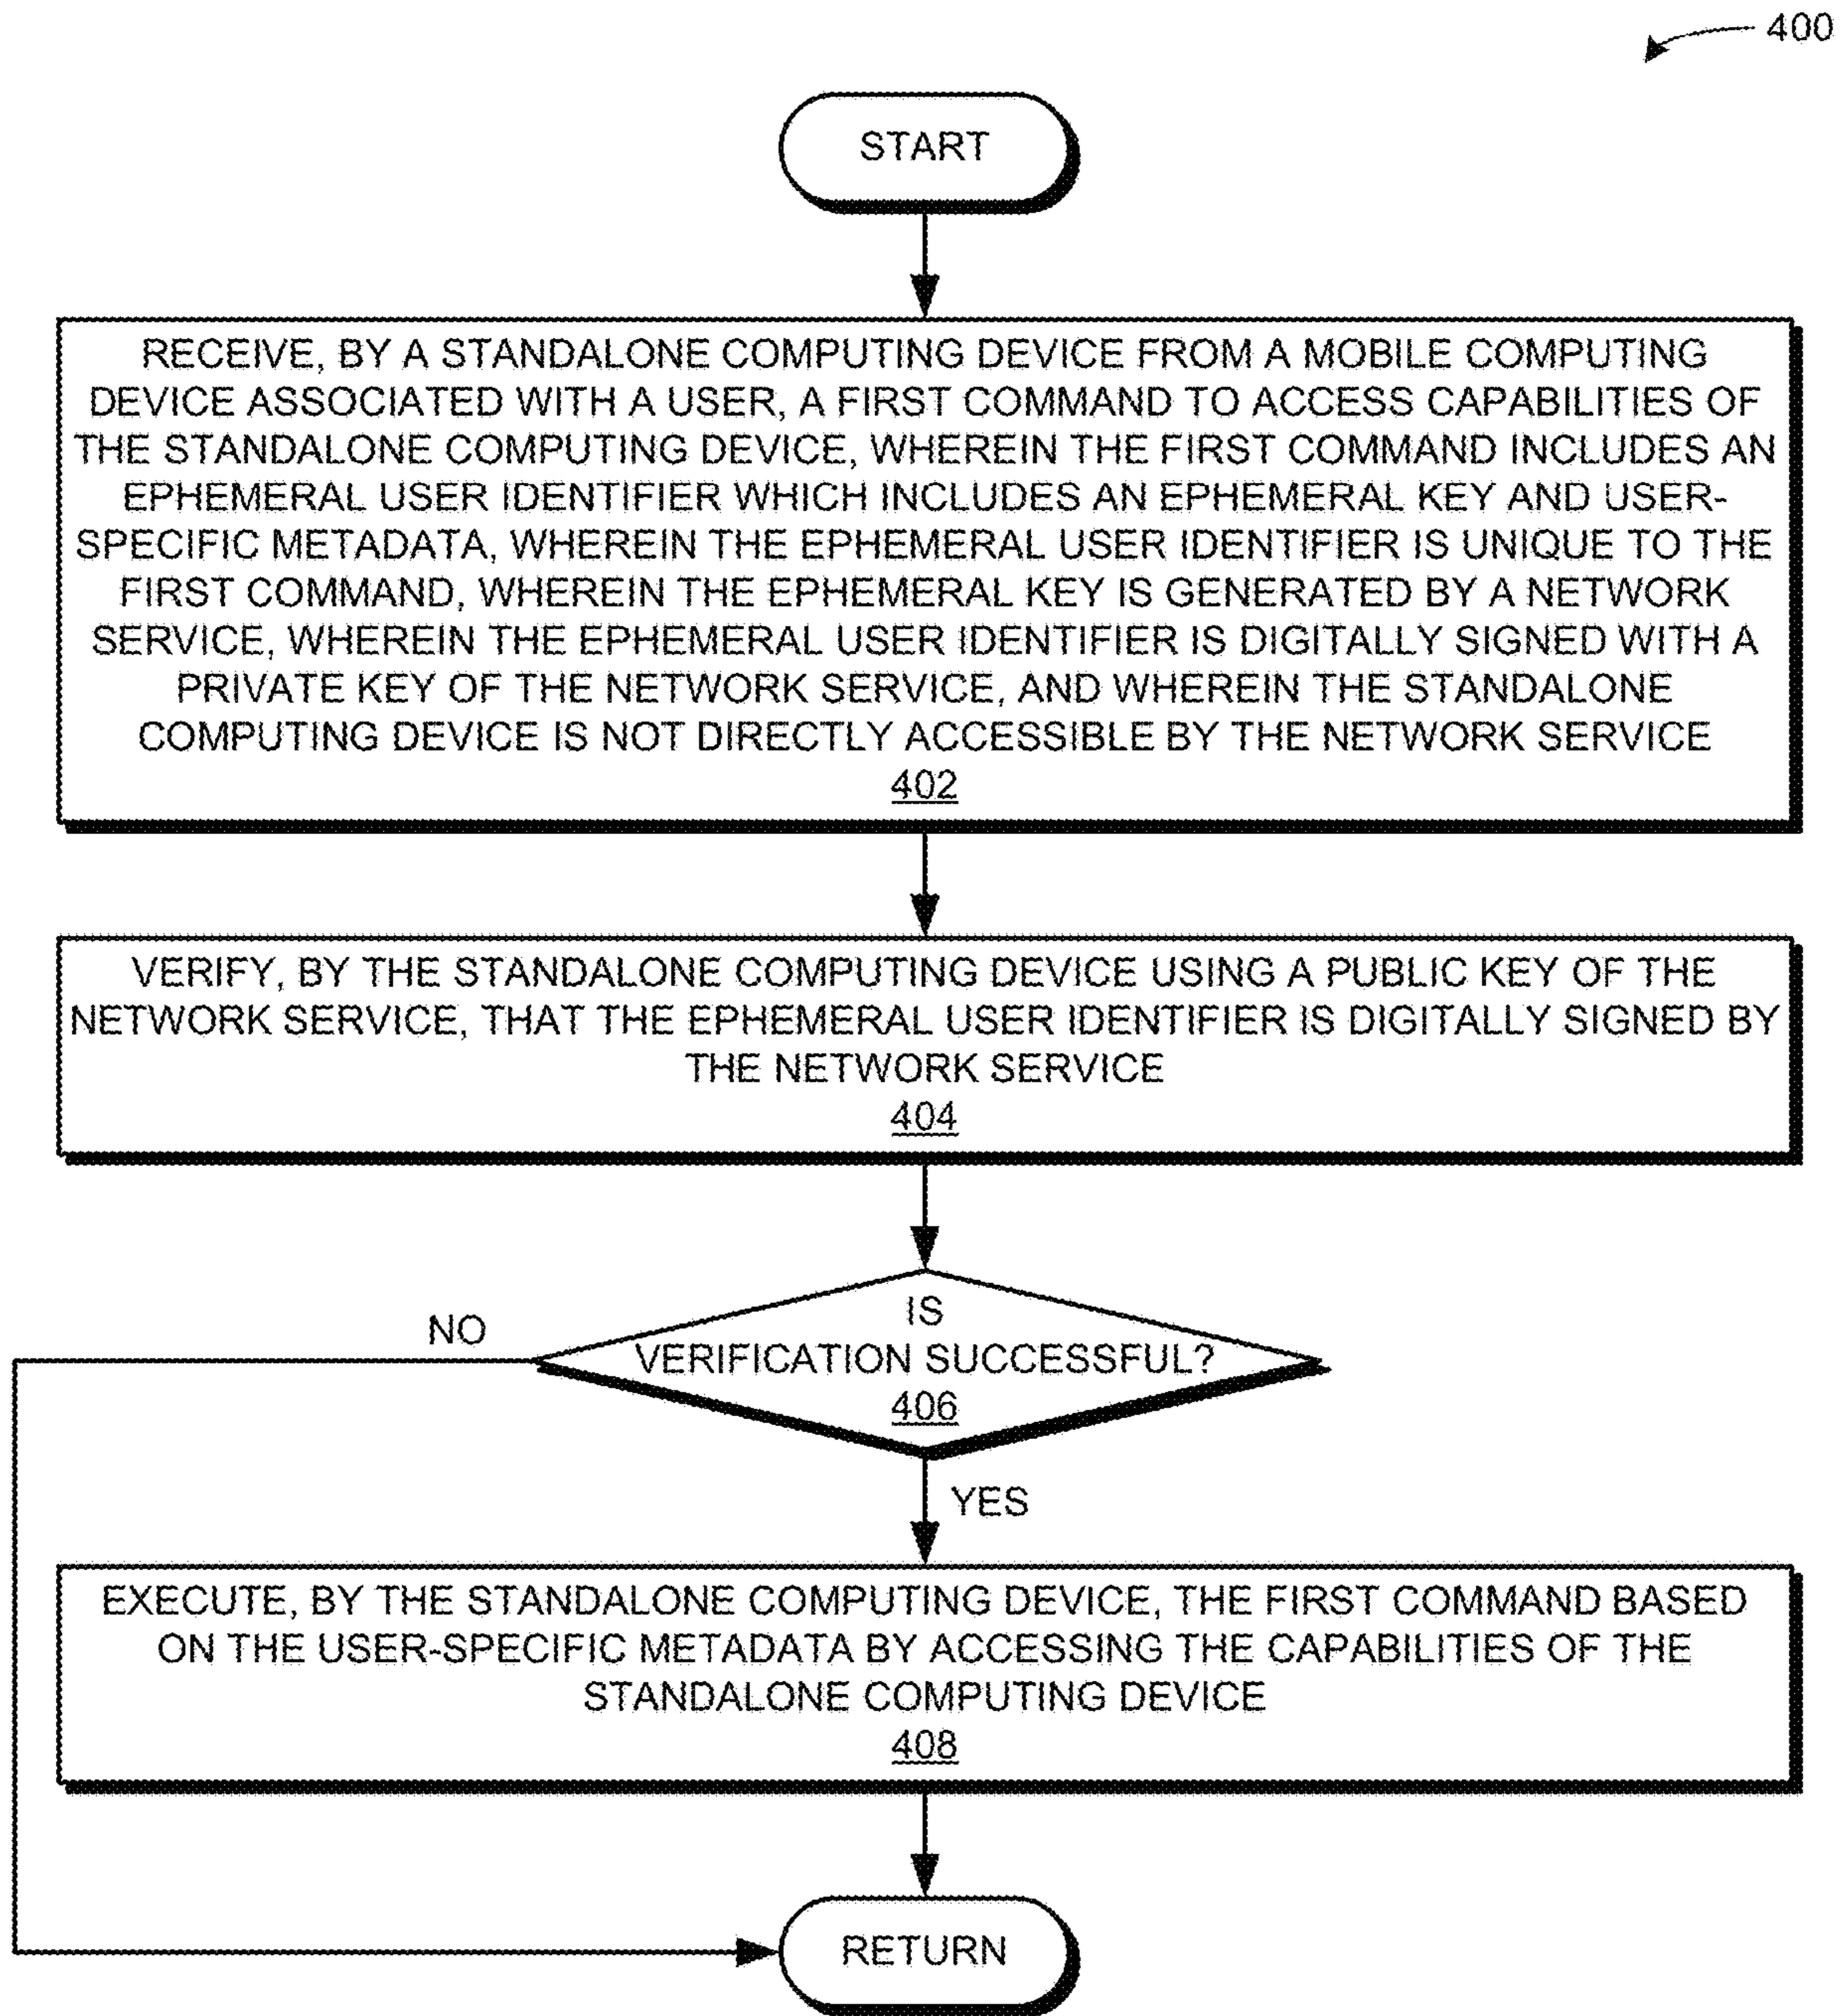 400
START
RECEIVE, BY A STANDALONE COMPUTING DEVICE FROM A MOBILE COMPUTING
DEVICE ASSOCIATED WITH A USER, A FIRST COMMAND TO ACCESS CAPABILITIES OF
THE STANDALONE COMPUTING DEVICE, WHEREIN THE FIRST COMMAND INCLUDES AN
EPHEMERAL USER IDENTIFIER WHICH INCLUDES AN EPHEMERAL KEY AND USER-
SPECIFIC METADATA, WHEREIN THE EPHEMERAL USER IDENTIFIER IS UNIQUE TO THE
FIRST COMMAND, WHEREIN THE EPHEMERAL KEY IS GENERATED BY A NETWORK
SERVICE, WHEREIN THE EPHEMERAL USER IDENTIFIER IS DIGITALLY SIGNED WITH A
PRIVATE KEY OF THE NETWORK SERVICE, AND WHEREIN THE STANDALONE
COMPUTING DEVICE IS NOT DIRECTLY ACCESSIBLE BY THE NETWORK SERVICE
402
VERIFY, BY THE STANDALONE COMPUTING DEVICE USING A PUBLIC KEY OF THE
NETWORK SERVICE, THAT THE EPHEMERAL USER IDENTIFIER IS DIGITALLY SIGNED BY
THE NETWORK SERVICE
404
IS
VERIFICATION SUCCESSFUL?
406
NO
YES
EXECUTE, BY THE STANDALONE COMPUTING DEVICE, THE FIRST COMMAND BASED
ON THE USER-SPECIFIC METADATA BY ACCESSING THE CAPABILITIES OF THE
STANDALONE COMPUTING DEVICE
408
RETURN